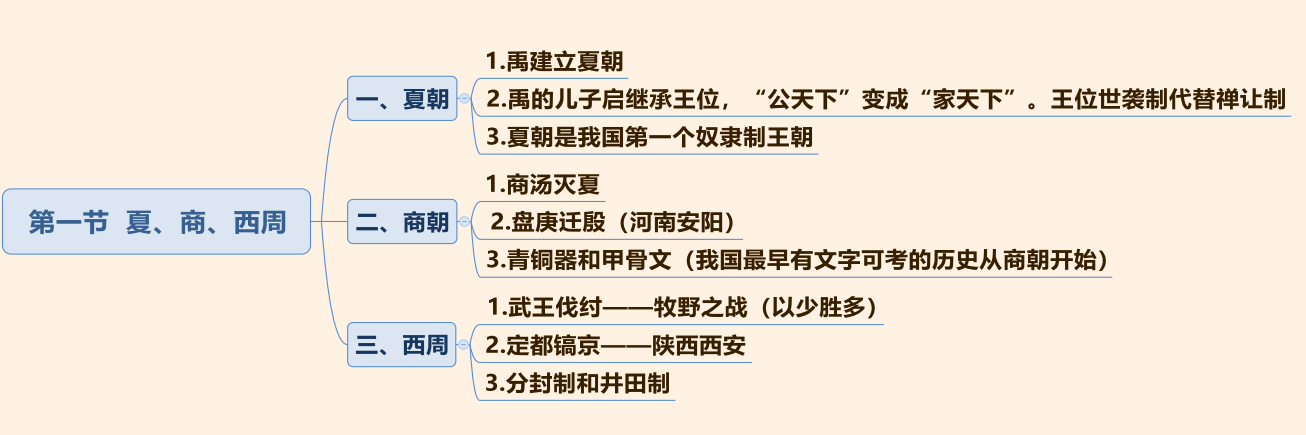 第一节 夏、商、西周
一、夏朝
1.禹建立夏朝
2.禹的儿子启继承王位，“公天下”变成“家天下”。王位世袭制代替禅让制
3.夏朝是我国第一个奴隶制王朝
二、商朝
1.商汤灭夏
2.盘庚迁殷（河南安阳）
3.青铜器和甲骨文（我国最早有文字可考的历史从商朝开始）
三、西周
1.武王伐纣——牧野之战（以少胜多）
2.定都镐京——陕西西安
3.分封制和井田制